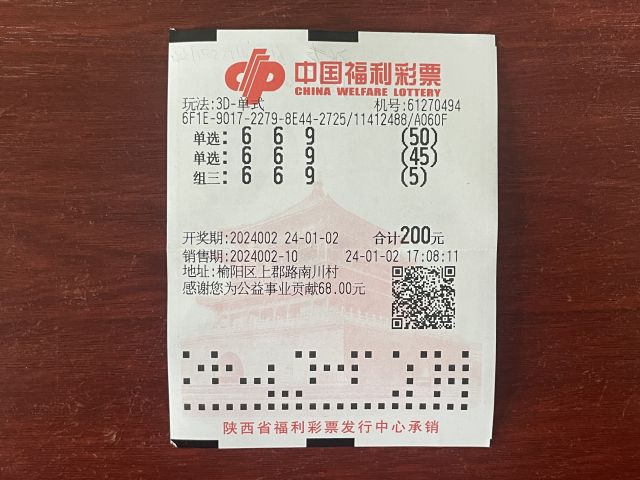 中国福利彩票
CHINA WELFARE LOTTERY
玩法:3D-单式 机号:61270494
6F1E-9017-2279-8E44-2725/11412488/A060F
单选: 6 6 9 (50)
单选: 6 6 9 (45)
组三: 6 6 9 (5)
开奖期:2024002 24-01-02 合计200元
销售期:2024002-10 24-01-02 17:08:11
地址:榆阳区上郡路南川村
感谢您为公益事业贡献68.00元
陕西省福利彩票发行中心承销